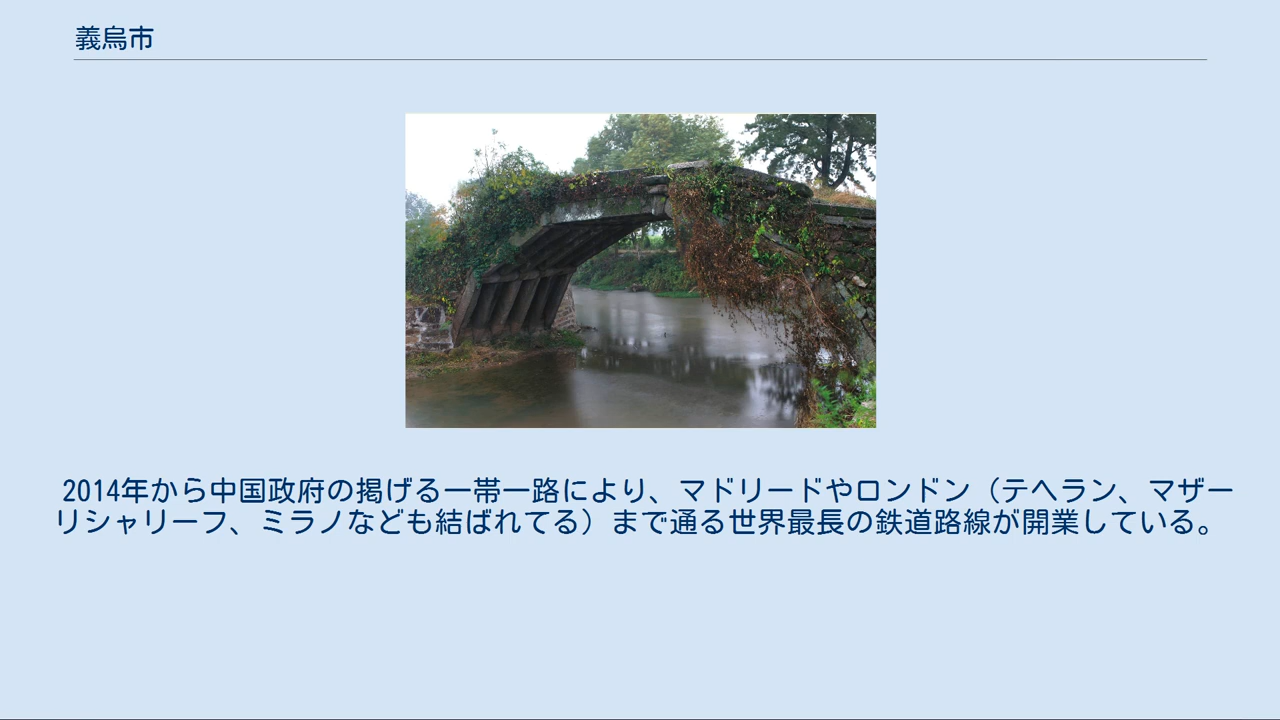 義烏市
2014年から中国政府の掲げる一帯一路により、マドリードやロンドン（テヘラン、マザー
リシャリーフ、ミラノなども結ばれてる）まで通る世界最長の鉄道路線が開業している。